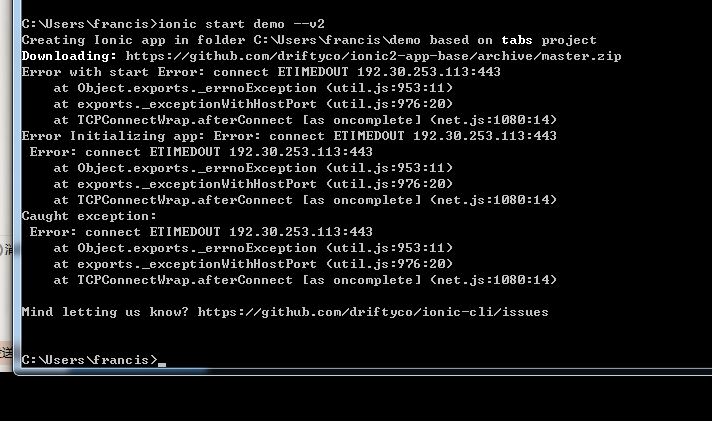 C:\Users\francis>ionic start demo --v2
Creating Ionic app in folder C:\Users\francis\demo based on tabs project
Downloading: https://github.com/driftyco/ionic2-app-base/archive/master.zip
Error with start Error: connect ETIMEDOUT 192.30.253.113:443
    at Object.exports._errnoException (util.js:953:11)
    at exports._exceptionWithHostPort (util.js:976:20)
    at TCPConnectWrap.afterConnect [as oncomplete] (net.js:1080:14)
Error Initializing app: Error: connect ETIMEDOUT 192.30.253.113:443
 Error: connect ETIMEDOUT 192.30.253.113:443
    at Object.exports._errnoException (util.js:953:11)
    at exports._exceptionWithHostPort (util.js:976:20)
    at TCPConnectWrap.afterConnect [as oncomplete] (net.js:1080:14)
Caught exception:
 Error: connect ETIMEDOUT 192.30.253.113:443
    at Object.exports._errnoException (util.js:953:11)
    at exports._exceptionWithHostPort (util.js:976:20)
    at TCPConnectWrap.afterConnect [as oncomplete] (net.js:1080:14)
Mind letting us know? https://github.com/driftyco/ionic-cli/issues
C:\Users\francis>_